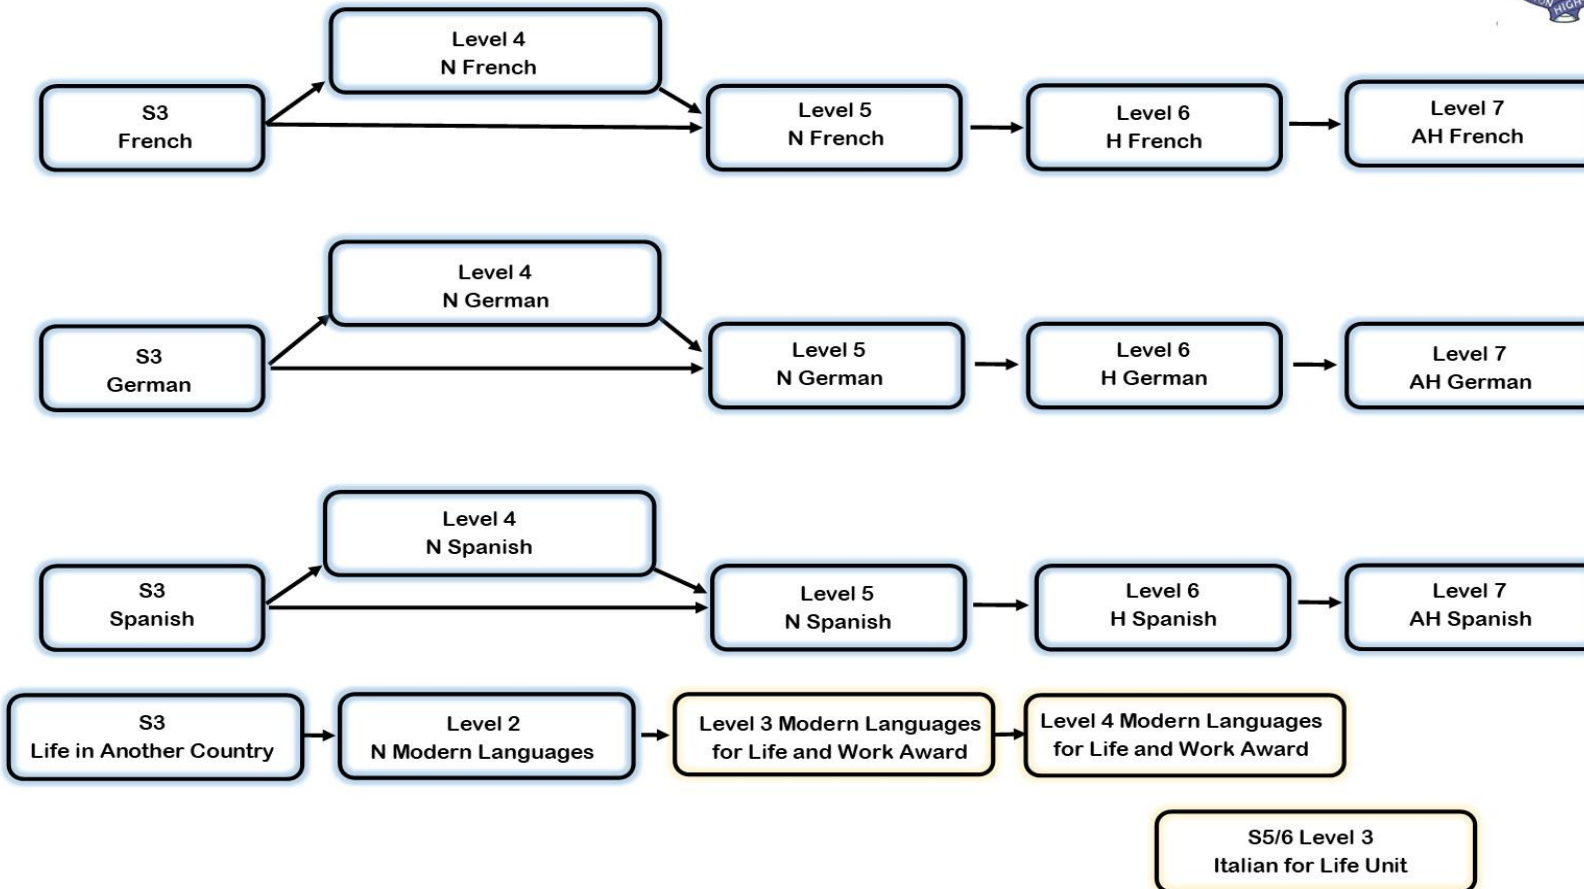 HIGH
Level 4
N French
S3
French
Level 5
N French
Level 6
H French
Level 7
AH French
Level 4
N German
S3
German
Level 5
N German
Level 6
H German
Level 7
AH German
Level 4
N Spanish
S3
Spanish
Level 5
N Spanish
Level 6
H Spanish
Level 7
AH Spanish
S3
Life in Another Country
Level 2
N Modern Languages
Level 3 Modern Languages
for Life and Work Award
Level 4 Modern Languages
for Life and Work Award
S5/6 Level 3
Italian for Life Unit